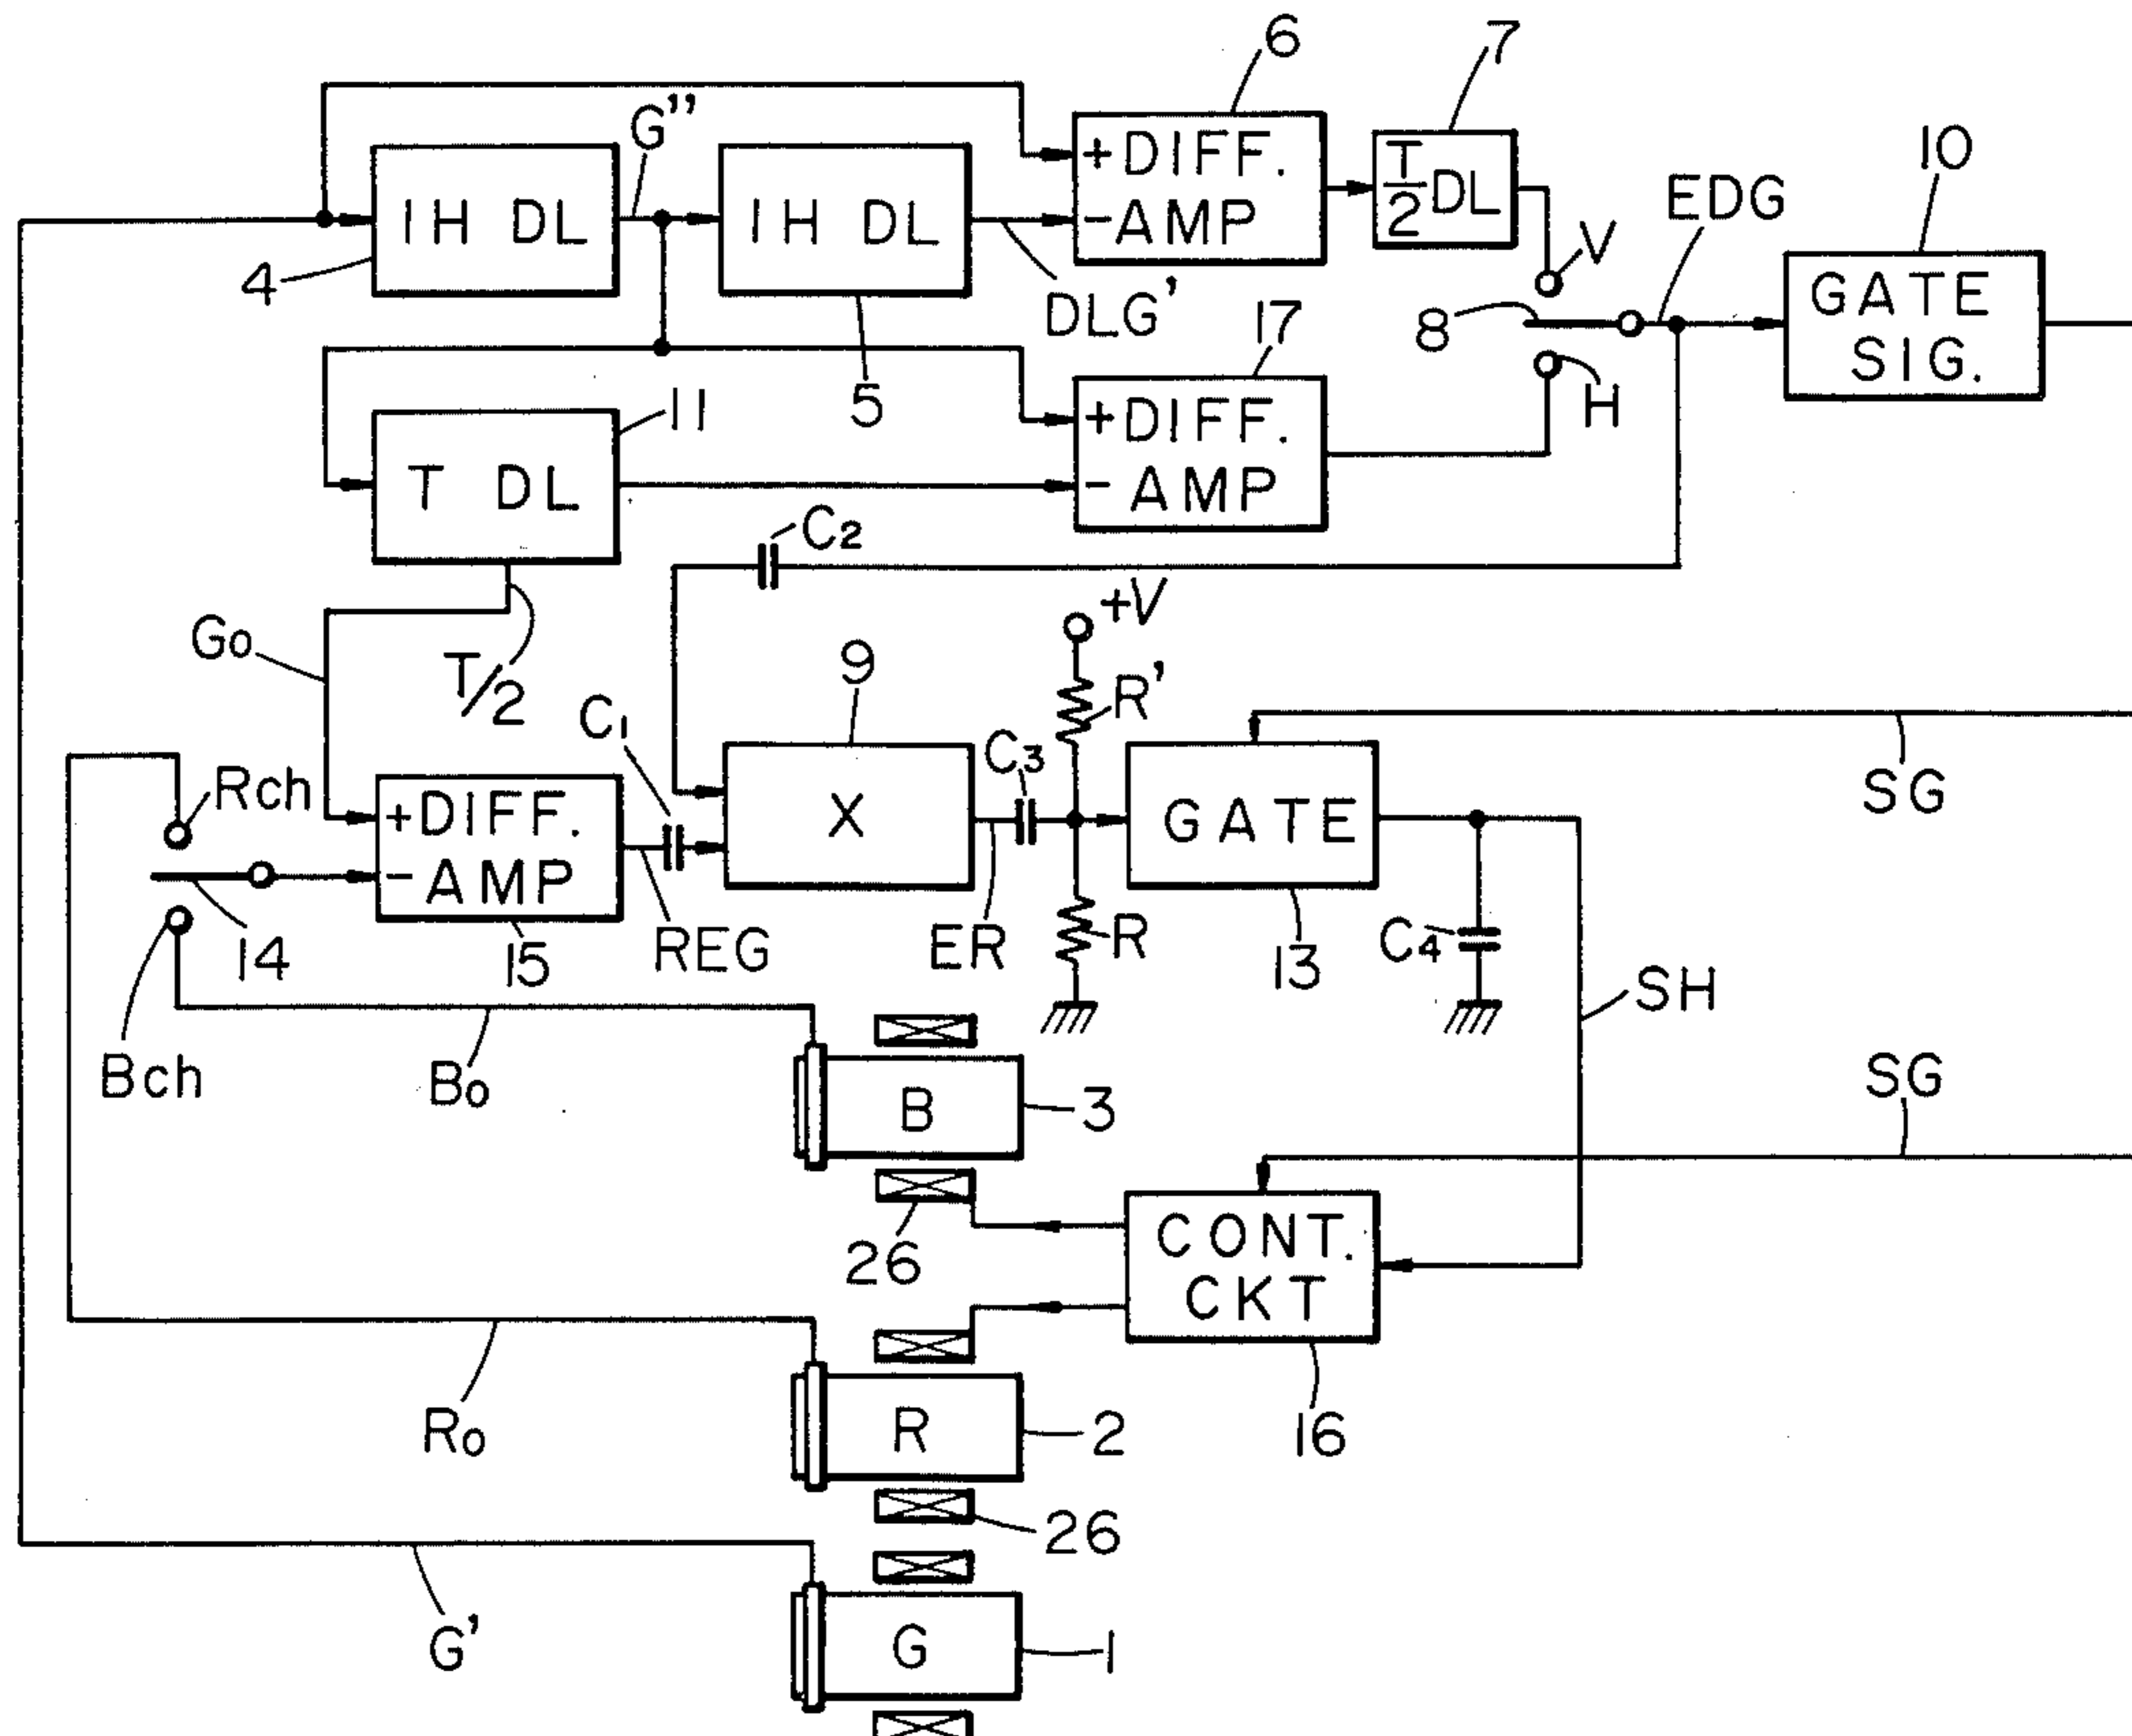 6
7
10
G"
+ DIFF.
- AMP
T/2 DL
1H DL
1H DL
EDG
V
4
DLG'
8
GATE
SIG.
17
5
11
H
+ DIFF.
- AMP
T DL
C2
+V
Go
T/2
9
R'
C1
C3
SG
Rch
+ DIFF.
- AMP
X
GATE
14
15
REG
ER
R
13
C4
SH
Bch
Bo
B
3
SG
26
CONT.
CKT
Ro
R
2
16
26
G'
G
1